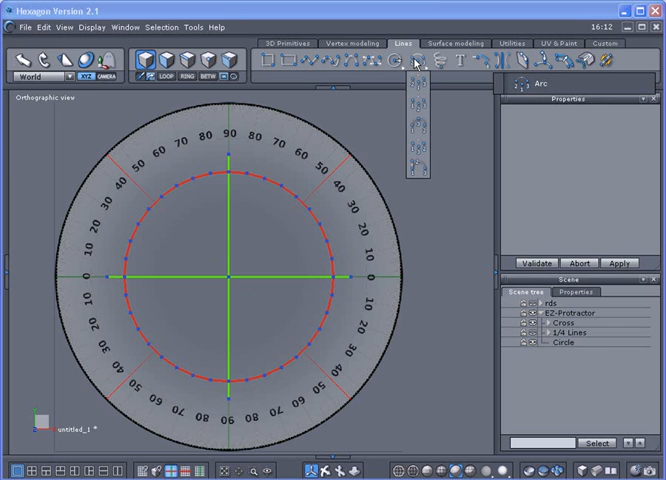 Hexagon Version 2.1
File Edit View Display Window Selection Tools Help
16:12
3D Primitives Vertex modeling Lines Surface modeling Utilities UV & Paint Custom
World XYZ CAMERA
LOOP RING BETW
T
Arc
Orthographic view
Properties
90
80 80
70 70
60 60
50 50
40 40
30 30
20 20
10 10
0 0
10 10
20 20
30 30
40 40
50 50
60 60
70 70
80 80
90
Validate Abort Apply
Scene
Scene tree Properties
rds
EZ-Protractor
Cross
1/4 Lines
Circle
untitled_1 *
Select